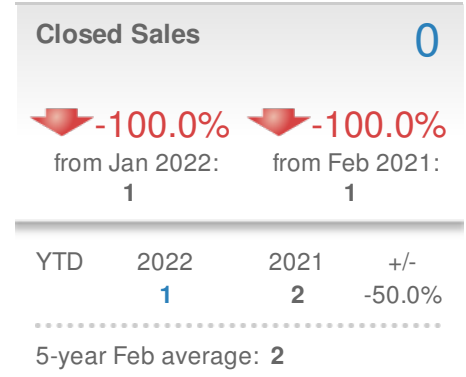 Closed Sales 0
-100.0% -100.0%
from Jan 2022: from Feb 2021:
1 1
YTD 2022 2021 +/-
1 2 -50.0%
5-year Feb average: 2